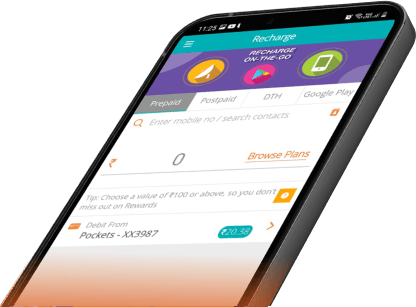 11:25
Recharge
RECHARGE
ON-THE-GO
Prepaid Postpaid DTH Google Play
Enter mobile no / search contacts
₹ 0 Browse Plans
Tip: Choose a value of ₹100 or above, so you don't
miss out on Rewards
Debit From
Pockets - XX3987 ₹20.38